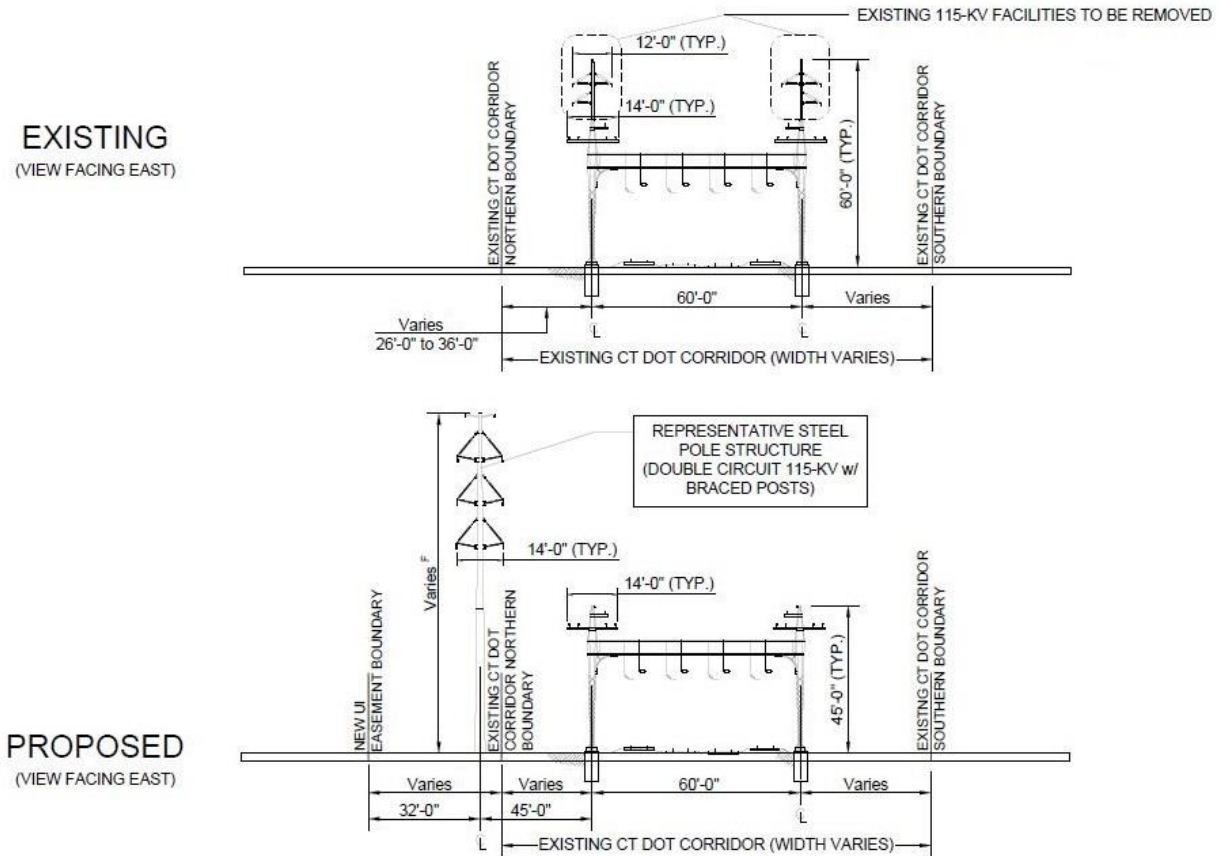 EXISTING 115-KV FACILITIES TO BE REMOVED
12'-0" (TYP.)
14'-0" (TYP.)
EXISTING
(VIEW FACING EAST)
EXISTING CT DOT CORRIDOR
NORTHERN BOUNDARY
60'-0" (TYP.)
EXISTNG CT DOT CORRIDOR
SOUTHERN BOUNDARY
Varies
26'-0" to 36'-0"
60'-0"
Varies
CL
CL
EXISTING CT DOT CORRIDOR (WIDTH VARIES)
REPRESENTATIVE STEEL
POLE STRUCTURE
(DOUBLE CIRCUIT 115-KV w/
BRACED POSTS)
14'-0" (TYP.)
14'-0" (TYP.)
Varies F
45'-0" (TYP.)
NEW UI
EASEMENT BOUNDARY
EXISTING CT DOT
CORRIDOR NORTHERN
BOUNDARY
EXISTNG CT DOT CORRIDOR
SOUTHERN BOUNDARY
PROPOSED
(VIEW FACING EAST)
Varies
Varies
60'-0"
Varies
32'-0"
45'-0"
CL
CL
EXISTING CT DOT CORRIDOR (WIDTH VARIES)